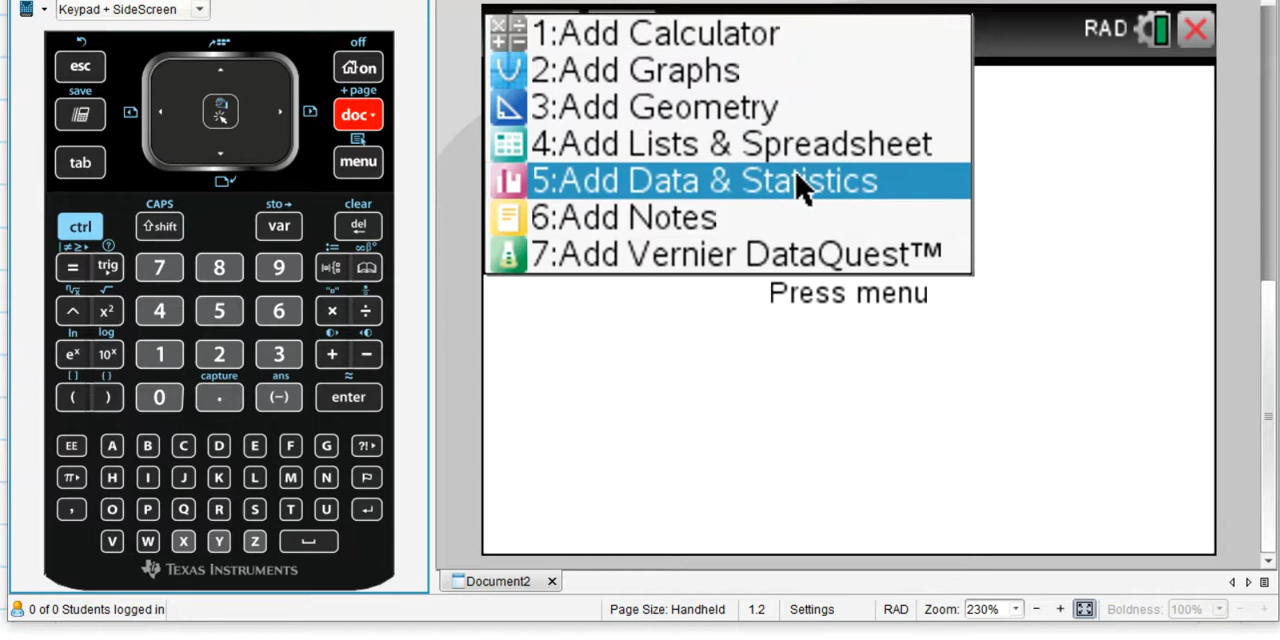 Keypad + SideScreen
esc
save
tab
off
on
+ page
doc
menu
CAPS
sto→
clear
ctrl
shift
var
del
= trig 7 8 9
^ x² 4 5 6 × ÷
ln log
eˣ 10ˣ 1 2 3 + −
[ ] { } capture ans ≈
( ) 0 . (−) enter
EE A B C D E F G ?!▸
π▸ H I J K L M N
, O P Q R S T U
V W X Y Z
TEXAS INSTRUMENTS
1:Add Calculator
2:Add Graphs
3:Add Geometry
4:Add Lists & Spreadsheet
5:Add Data & Statistics
6:Add Notes
7:Add Vernier DataQuest™
RAD
Press menu
Document2
0 of 0 Students logged in
Page Size: Handheld
1.2
Settings
RAD
Zoom: 230%
Boldness: 100%